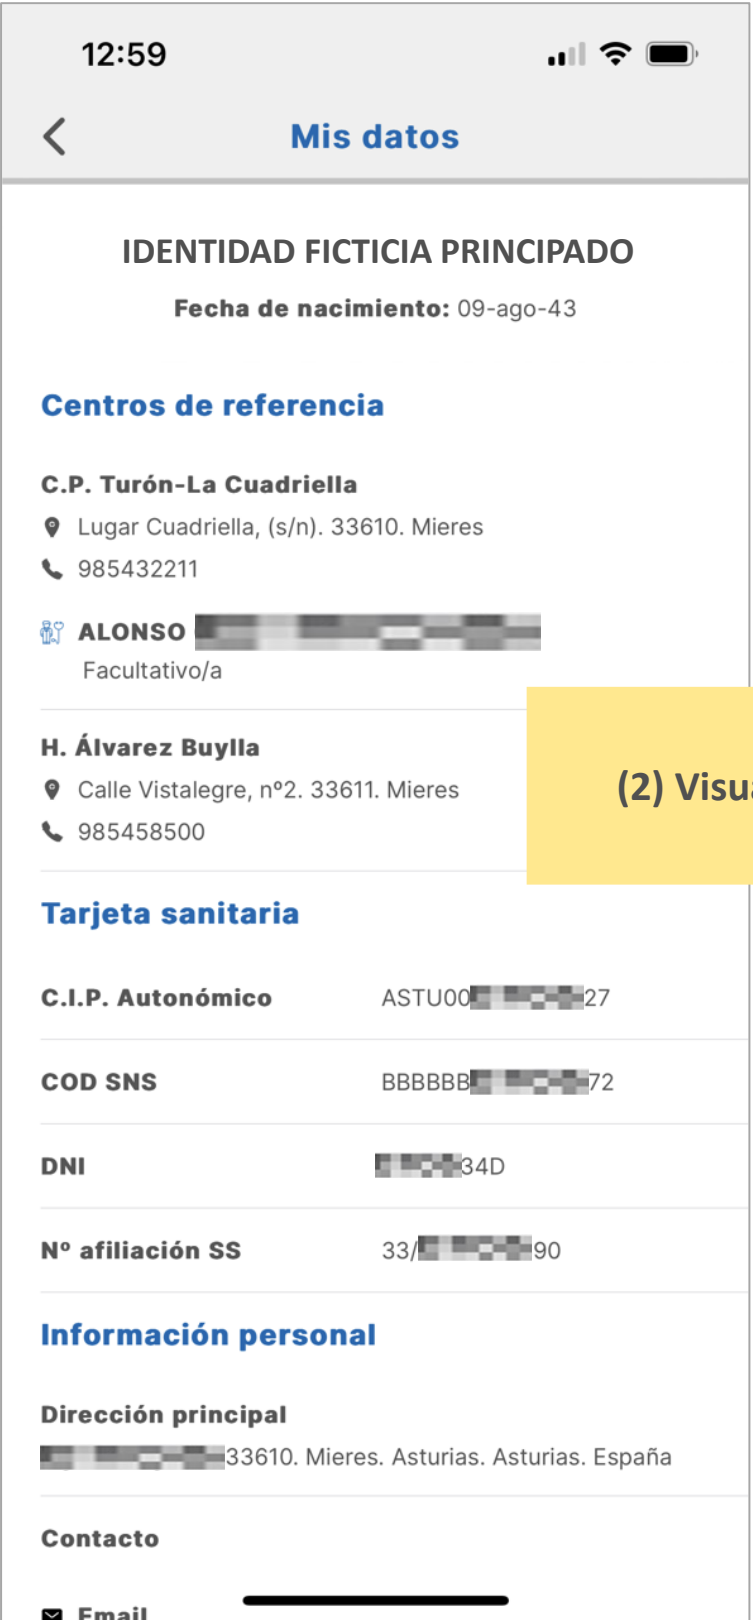 12:59
Mis datos
IDENTIDAD FICTICIA PRINCIPADO
Fecha de nacimiento: 09-ago-43
Centros de referencia
C.P. Turón-La Cuadriella
Lugar Cuadriella, (s/n). 33610. Mieres
985432211
ALONSO
Facultativo/a
H. Álvarez Buylla
Calle Vistalegre, nº2. 33611. Mieres
985458500
(2) Visua
Tarjeta sanitaria
C.I.P. Autonómico ASTU00 27
COD SNS BBBBBB 72
DNI 34D
Nº afiliación SS 33/ 90
Información personal
Dirección principal
33610. Mieres. Asturias. Asturias. España
Contacto
Email